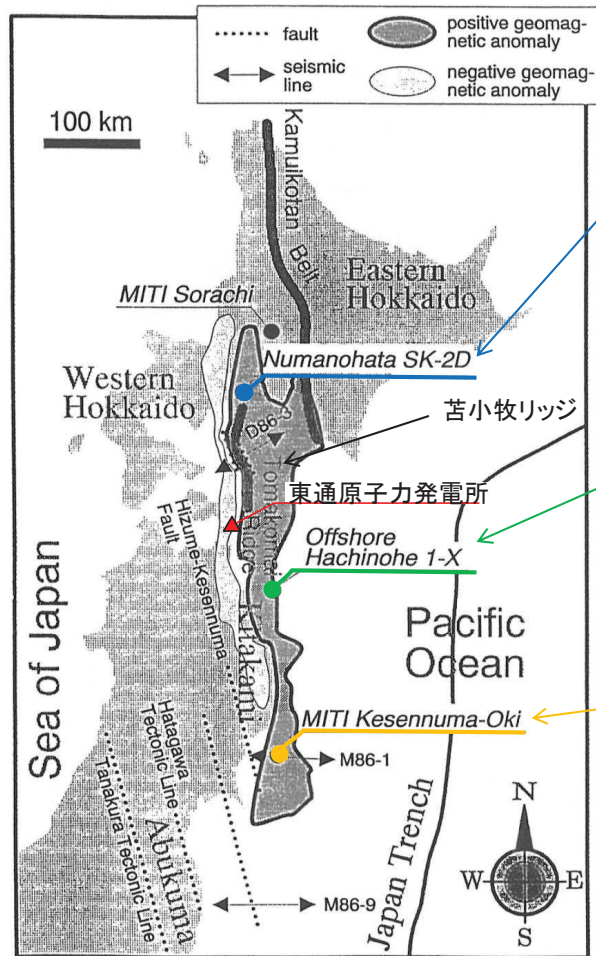 fault
positive geomag-
netic anomaly
seismic
line
negative geomag-
netic anomaly
100 km
Kamuikotan
Belt
Eastern
Hokkaido
MITI Sorachi
Numanohata SK-2D
Western
Hokkaido
D86-3
苫小牧リッジ
Tomakomai
Ridge
東通原子力発電所
Hizume-Kesennuma
Fault
Offshore
Hachinohe 1-X
Sea of Japan
Kitakami
Pacific
Ocean
MITI Kesennuma-Oki
M86-1
Hatagawa
Tectonic Line
Tanakura Tectonic Line
Abukuma
M86-9
Japan Trench
N
W
E
S